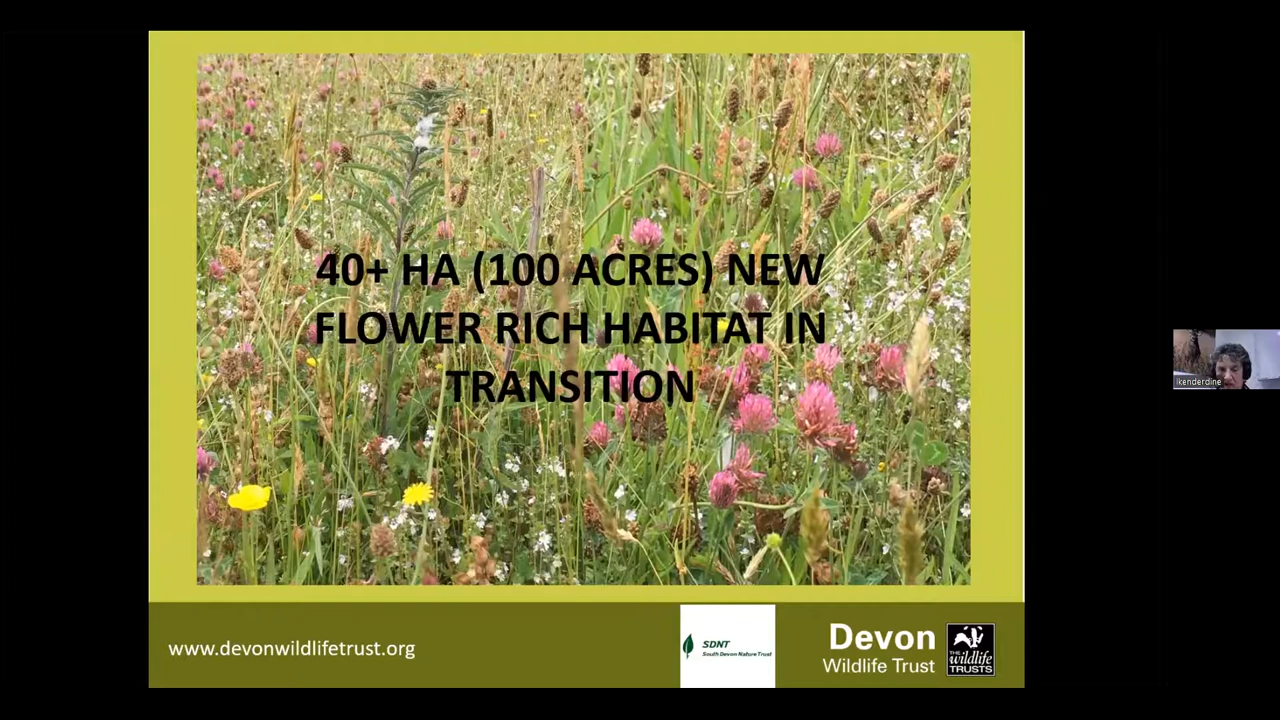 40+ HA (100 ACRES) NEW
FLOWER RICH HABITAT IN
TRANSITION
lkenderdine
www.devonwildlifetrust.org
SDNT
South Devon Nature Trust
Devon
Wildlife Trust
THE
wildlife
TRUSTS